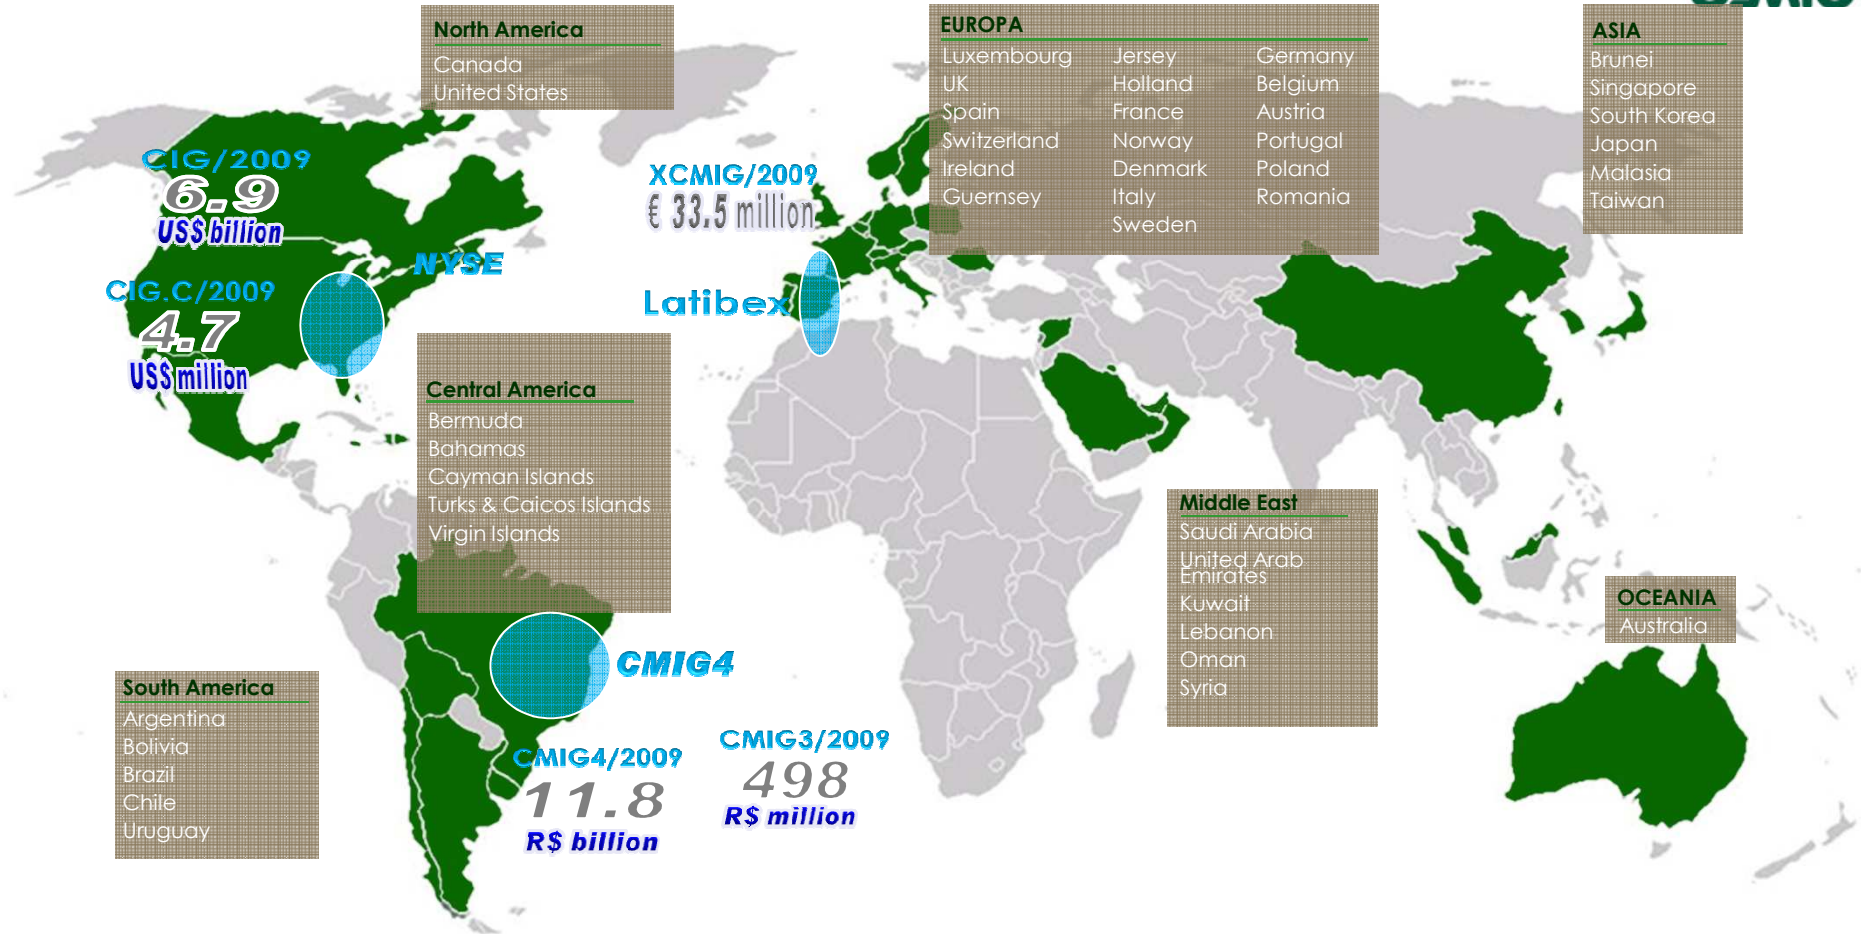 North America
Canada
United States
EUROPA
Luxembourg
UK
Spain
Switzerland
Ireland
Guernsey
Jersey
Holland
France
Norway
Denmark
Italy
Sweden
Germany
Belgium
Austria
Portugal
Poland
Romania
ASIA
Brunei
Singapore
South Korea
Japan
Malasia
Taiwan
CIG/2009
6.9
US$ billion
NYSE
CIG.C/2009
4.7
US$ million
XCMIG/2009
€ 33.5 million
Latibex
Central America
Bermuda
Bahamas
Cayman Islands
Turks & Caicos Islands
Virgin Islands
Middle East
Saudi Arabia
United Arab
Emirates
Kuwait
Lebanon
Oman
Syria
OCEANIA
Australia
South America
Argentina
Bolivia
Brazil
Chile
Uruguay
CMIG4
CMIG4/2009
11.8
R$ billion
CMIG3/2009
498
R$ million